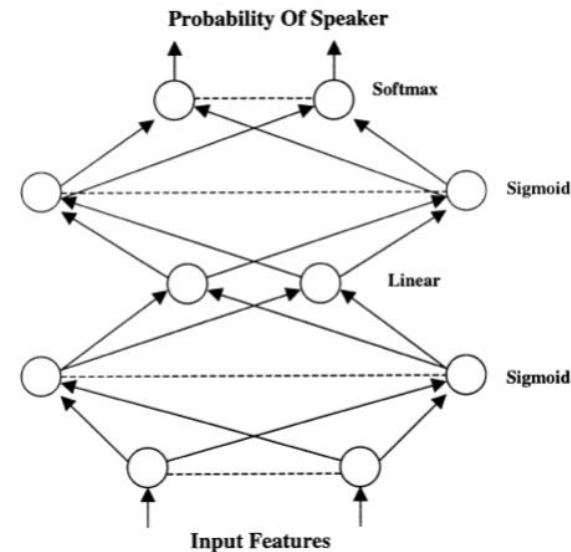 Probability Of Speaker
Softmax
Sigmoid
Linear
Sigmoid
Input Features